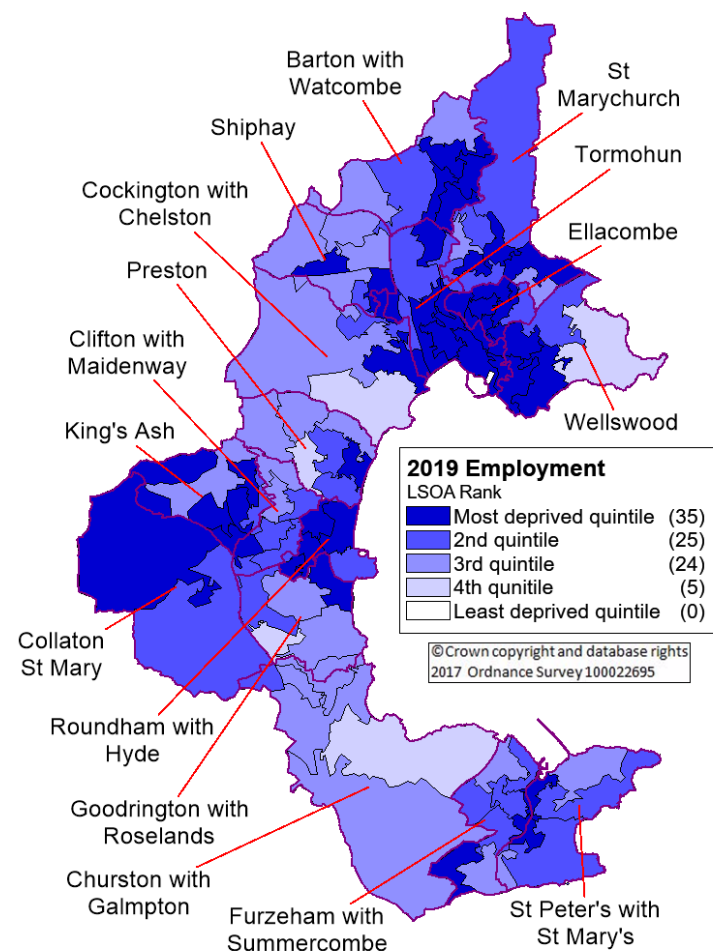 Barton with
Watcombe
St
Marychurch
Shiphay
Tormohun
Cockington with
Chelston
Ellacombe
Preston
Clifton with
Maidenway
Wellswood
King's Ash
2019 Employment
LSOA Rank
Most deprived quintile (35)
2nd quintile (25)
3rd quintile (24)
4th qunitile (5)
Least deprived quintile (0)
©Crown copyright and database rights
2017 Ordnance Survey 100022695
Collaton
St Mary
Roundham with
Hyde
Goodrington with
Roselands
Churston with
Galmpton
Furzeham with
Summercombe
St Peter's with
St Mary's